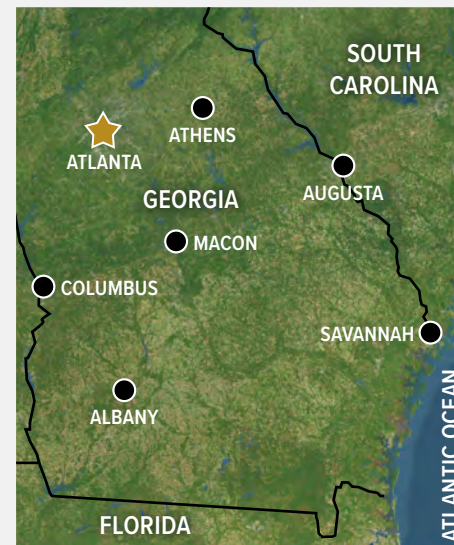 SOUTH
CAROLINA
ATHENS
ATLANTA
AUGUSTA
GEORGIA
MACON
COLUMBUS
SAVANNAH
ALBANY
ATLANTIC OCEAN
FLORIDA